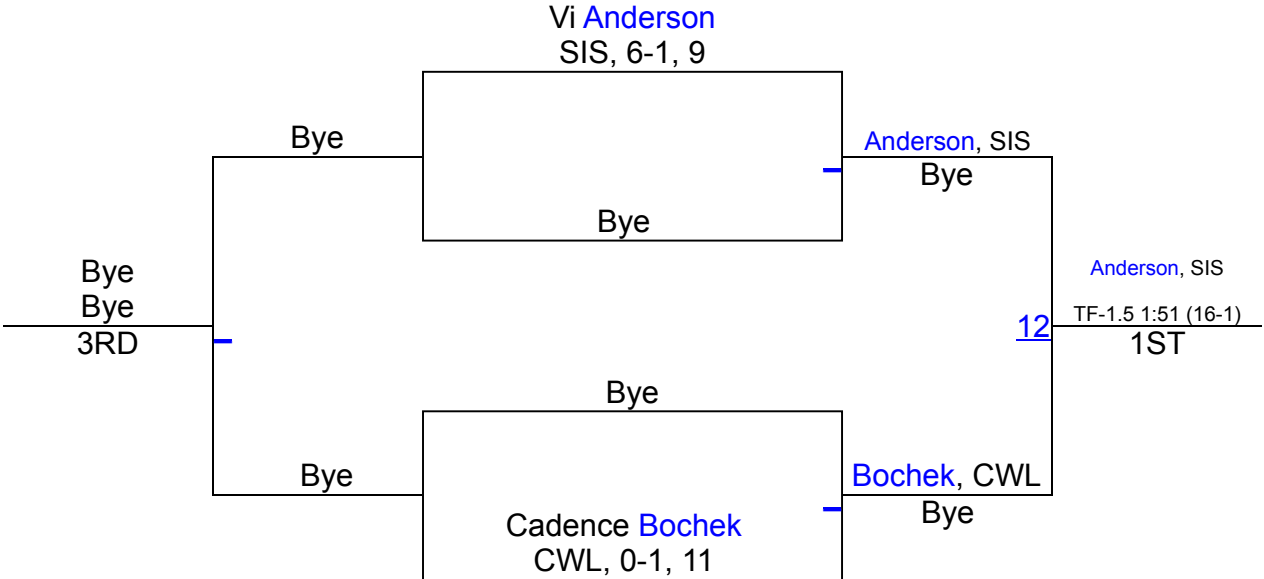 Vi Anderson
SIS, 6-1, 9
Bye
Anderson, SIS
Bye
Bye
Bye
Bye
3RD
Anderson, SIS
12
TF-1.5 1:51 (16-1)
1ST
Bye
Bye
Bochek, CWL
Bye
Cadence Bochek
CWL, 0-1, 11